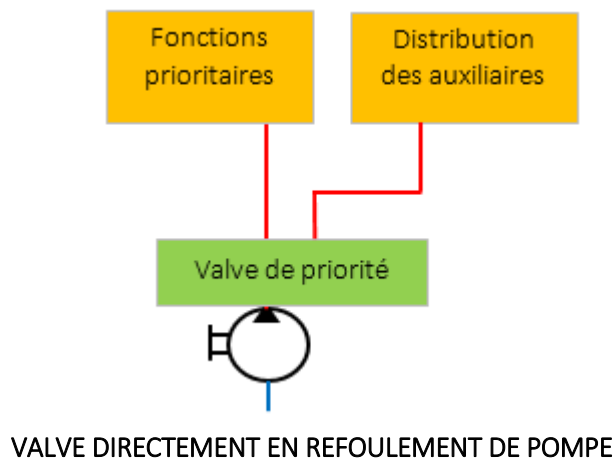 Fonctions
prioritaires
Distribution
des auxiliaires
Valve de priorité
VALVE DIRECTEMENT EN REFOULEMENT DE POMPE